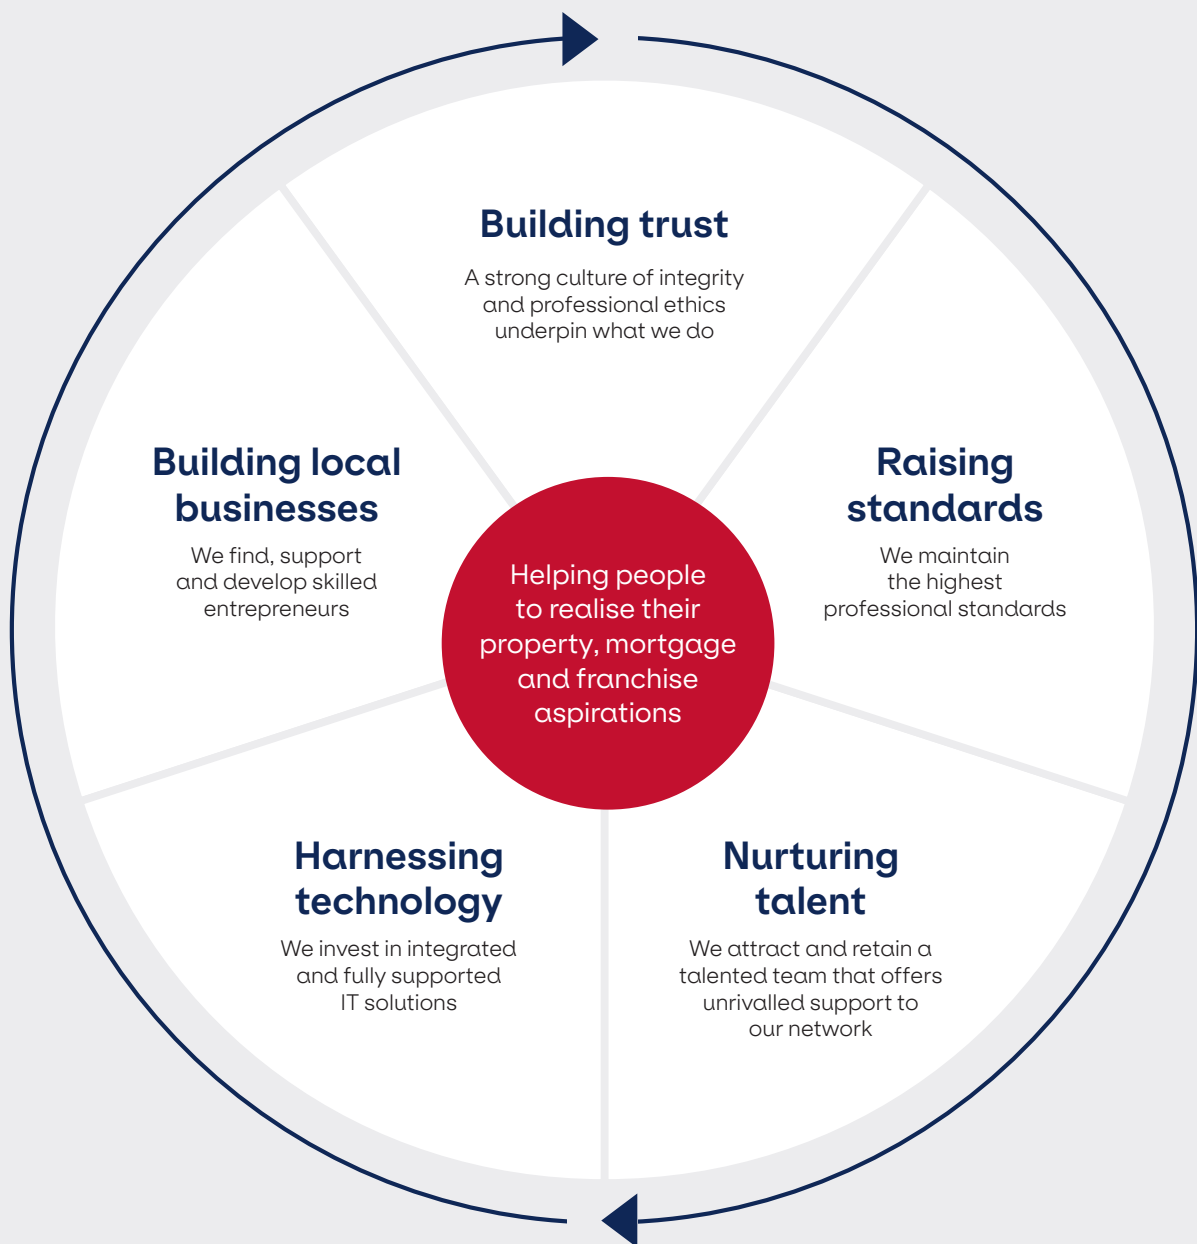 Building trust
A strong culture of integrity
and professional ethics
underpin what we do
Raising
standards
We maintain
the highest
professional standards
Nurturing
talent
We attract and retain a
talented team that offers
unrivalled support to
our network
Harnessing
technology
We invest in integrated
and fully supported
IT solutions
Building local
businesses
We find, support
and develop skilled
entrepreneurs
Helping people
to realise their
property, mortgage
and franchise
aspirations